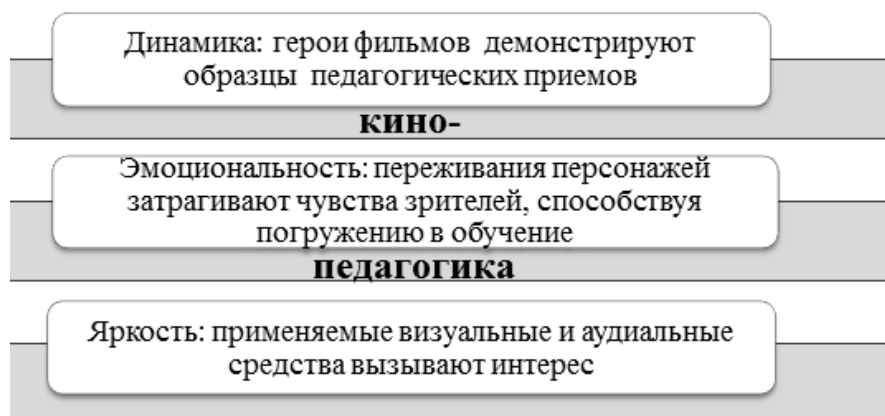 Динамика: герои фильмов демонстрируют
образцы педагогических приемов
кино-
Эмоциональность: переживания персонажей
затрагивают чувства зрителей, способствуя
погружению в обучение
педагогика
Яркость: применяемые визуальные и аудиальные
средства вызывают интерес